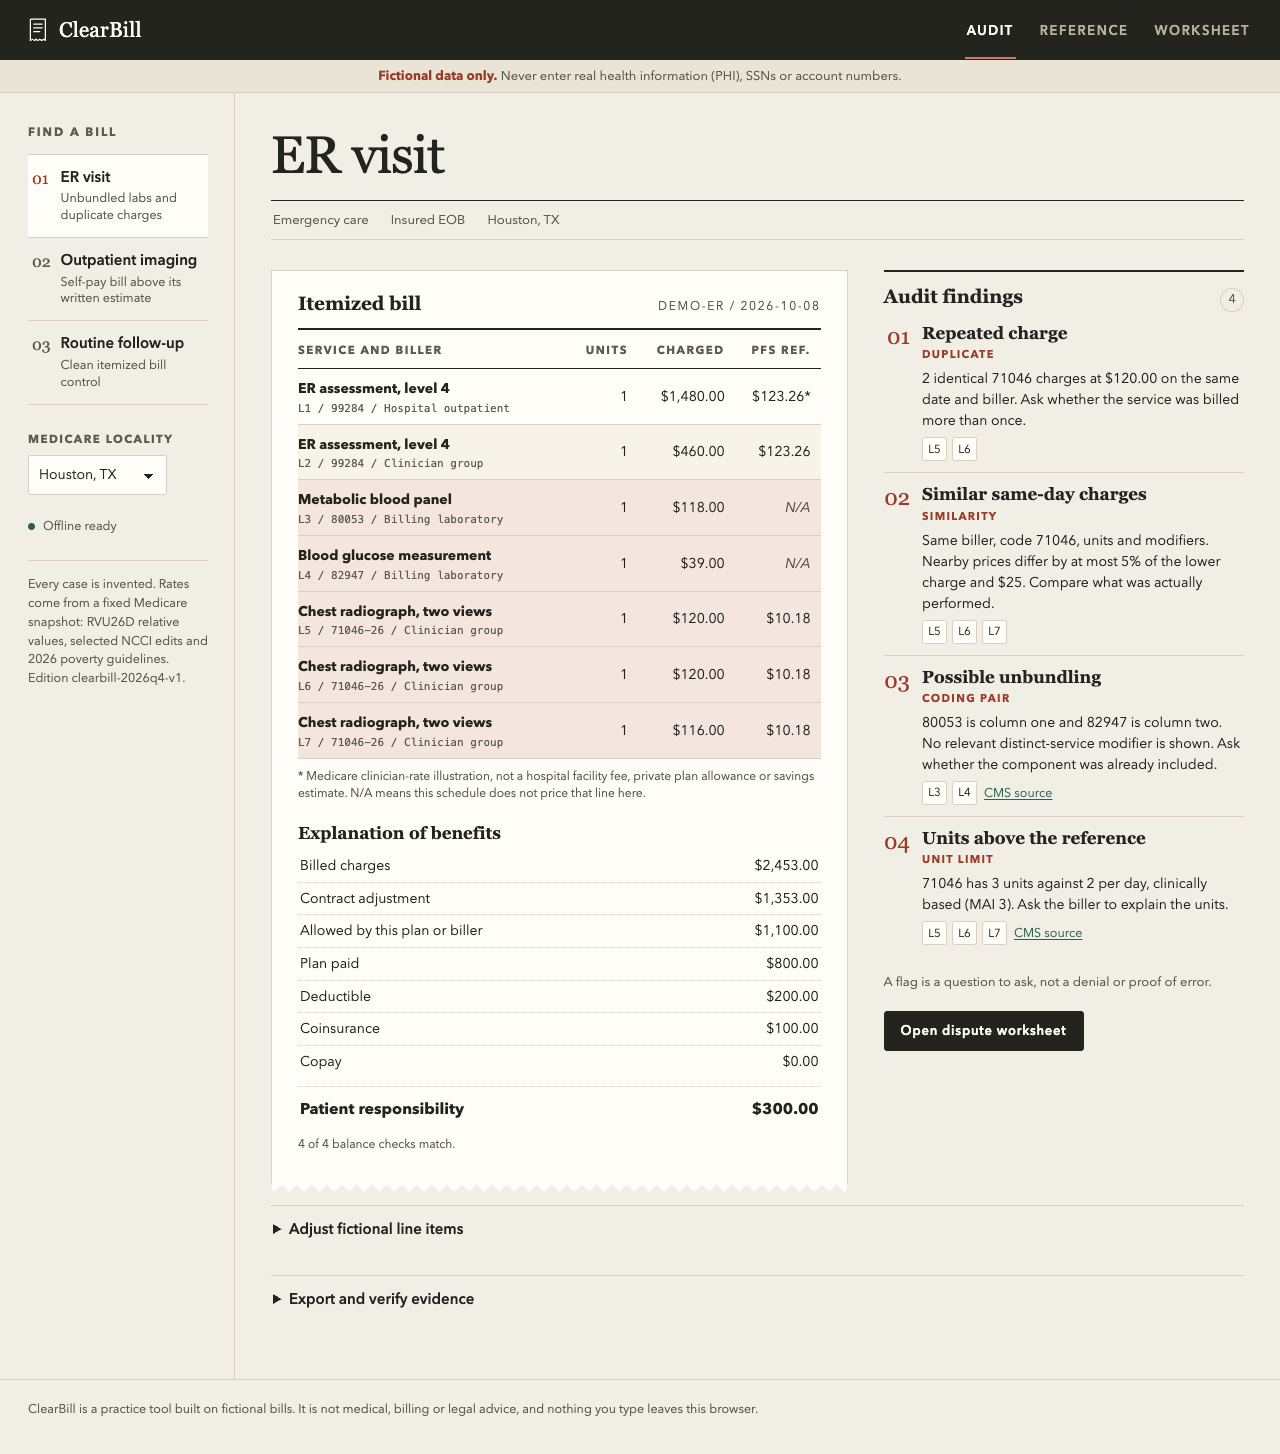 ClearBill
AUDIT REFERENCE WORKSHEET
Fictional data only. Never enter real health information (PHI), SSNs or account numbers.
FIND A BILL
01 ER visit
Unbundled labs and
duplicate charges
02 Outpatient imaging
Self-pay bill above its
written estimate
03 Routine follow-up
Clean itemized bill
control
MEDICARE LOCALITY
Houston, TX
Offline ready
Every case is invented. Rates
come from a fixed Medicare
snapshot: RVU26D relative
values, selected NCCI edits and
2026 poverty guidelines.
Edition clearbill-2026q4-v1.
ER visit
Emergency care Insured EOB Houston, TX
Itemized bill DEMO-ER / 2026-10-08
SERVICE AND BILLER UNITS CHARGED PFS REF.
ER assessment, level 4 1 $1,480.00 $123.26*
L1 / 99284 / Hospital outpatient
ER assessment, level 4 1 $460.00 $123.26
L2 / 99284 / Clinician group
Metabolic blood panel 1 $118.00 N/A
L3 / 80053 / Billing laboratory
Blood glucose measurement 1 $39.00 N/A
L4 / 82947 / Billing laboratory
Chest radiograph, two views 1 $120.00 $10.18
L5 / 71046–26 / Clinician group
Chest radiograph, two views 1 $120.00 $10.18
L6 / 71046–26 / Clinician group
Chest radiograph, two views 1 $116.00 $10.18
L7 / 71046–26 / Clinician group
* Medicare clinician-rate illustration, not a hospital facility fee, private plan allowance or savings
estimate. N/A means this schedule does not price that line here.
Explanation of benefits
Billed charges $2,453.00
Contract adjustment $1,353.00
Allowed by this plan or biller $1,100.00
Plan paid $800.00
Deductible $200.00
Coinsurance $100.00
Copay $0.00
Patient responsibility $300.00
4 of 4 balance checks match.
Audit findings 4
01 Repeated charge
DUPLICATE
2 identical 71046 charges at $120.00 on the same
date and biller. Ask whether the service was billed
more than once.
L5 L6
02 Similar same-day charges
SIMILARITY
Same biller, code 71046, units and modifiers.
Nearby prices differ by at most 5% of the lower
charge and $25. Compare what was actually
performed.
L5 L6 L7
03 Possible unbundling
CODING PAIR
80053 is column one and 82947 is column two.
No relevant distinct-service modifier is shown. Ask
whether the component was already included.
L3 L4 CMS source
04 Units above the reference
UNIT LIMIT
71046 has 3 units against 2 per day, clinically
based (MAI 3). Ask the biller to explain the units.
L5 L6 L7 CMS source
A flag is a question to ask, not a denial or proof of error.
Open dispute worksheet
Adjust fictional line items
Export and verify evidence
ClearBill is a practice tool built on fictional bills. It is not medical, billing or legal advice, and nothing you type leaves this browser.